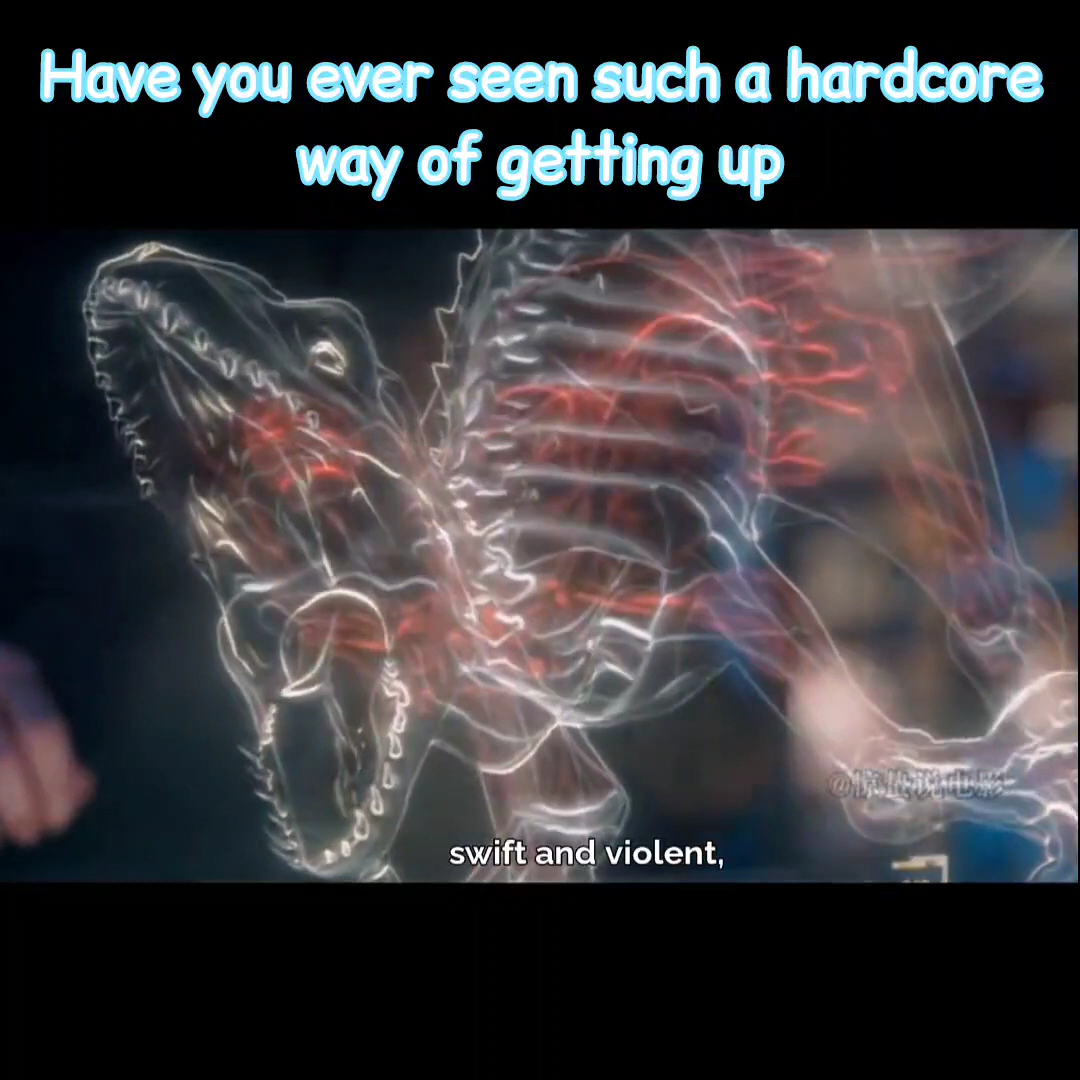 Have you ever seen such a hardcore
way of getting up
swift and violent,